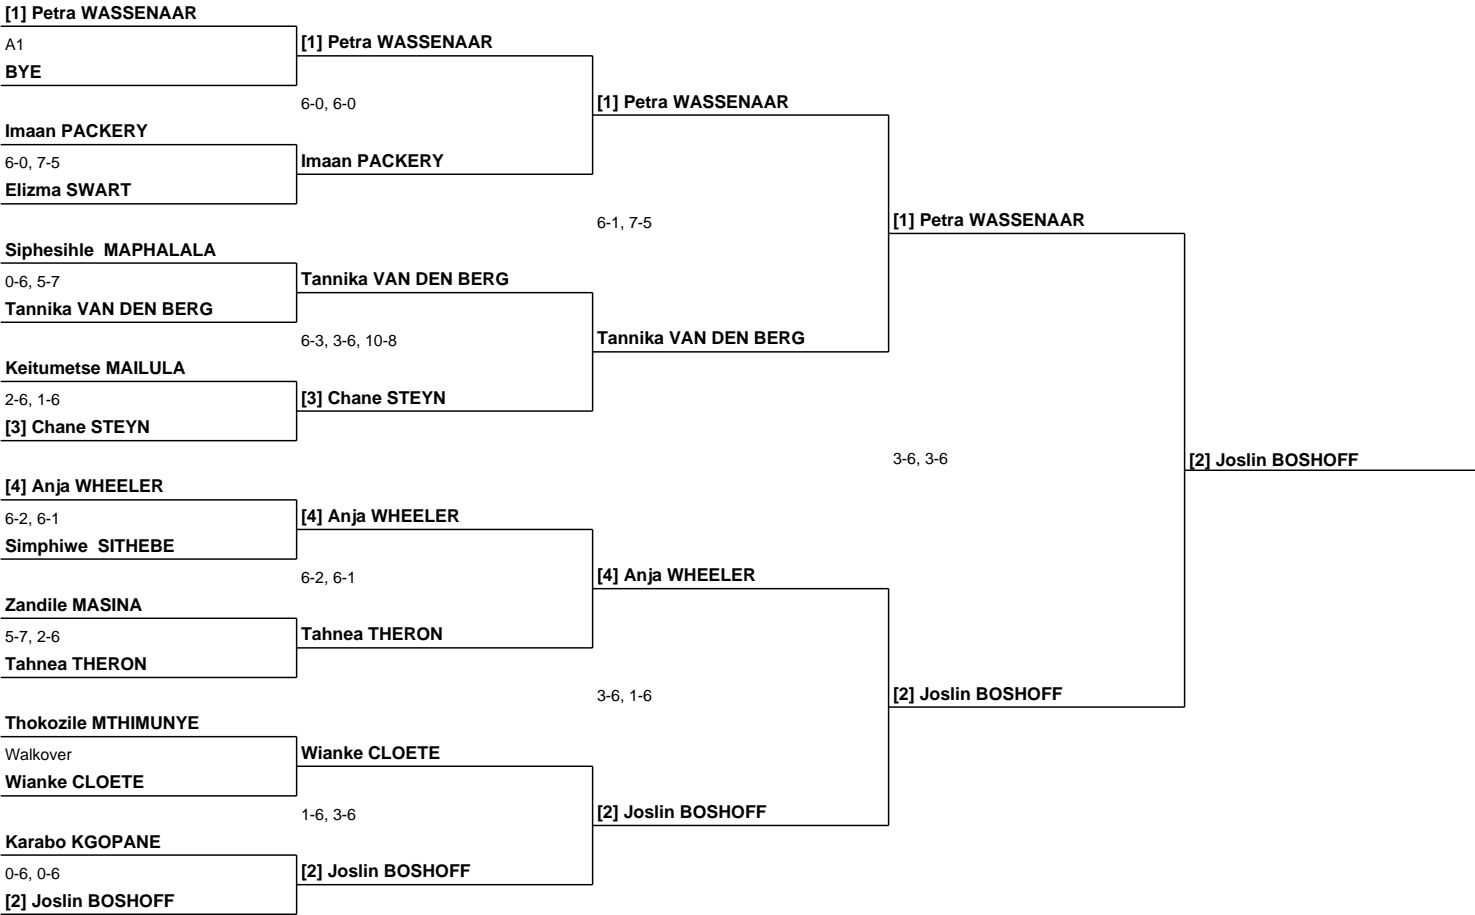 [1] Petra WASSENAAR
A1
[1] Petra WASSENAAR
BYE
6-0, 6-0
[1] Petra WASSENAAR
Imaan PACKERY
6-0, 7-5
Imaan PACKERY
Elizma SWART
6-1, 7-5
[1] Petra WASSENAAR
Siphesihle  MAPHALALA
0-6, 5-7
Tannika VAN DEN BERG
Tannika VAN DEN BERG
6-3, 3-6, 10-8
Tannika VAN DEN BERG
Keitumetse MAILULA
2-6, 1-6
[3] Chane STEYN
[3] Chane STEYN
3-6, 3-6
[2] Joslin BOSHOFF
[4] Anja WHEELER
6-2, 6-1
[4] Anja WHEELER
Simphiwe  SITHEBE
6-2, 6-1
[4] Anja WHEELER
Zandile MASINA
5-7, 2-6
Tahnea THERON
Tahnea THERON
3-6, 1-6
[2] Joslin BOSHOFF
Thokozile MTHIMUNYE
Walkover
Wianke CLOETE
Wianke CLOETE
1-6, 3-6
[2] Joslin BOSHOFF
Karabo KGOPANE
0-6, 0-6
[2] Joslin BOSHOFF
[2] Joslin BOSHOFF